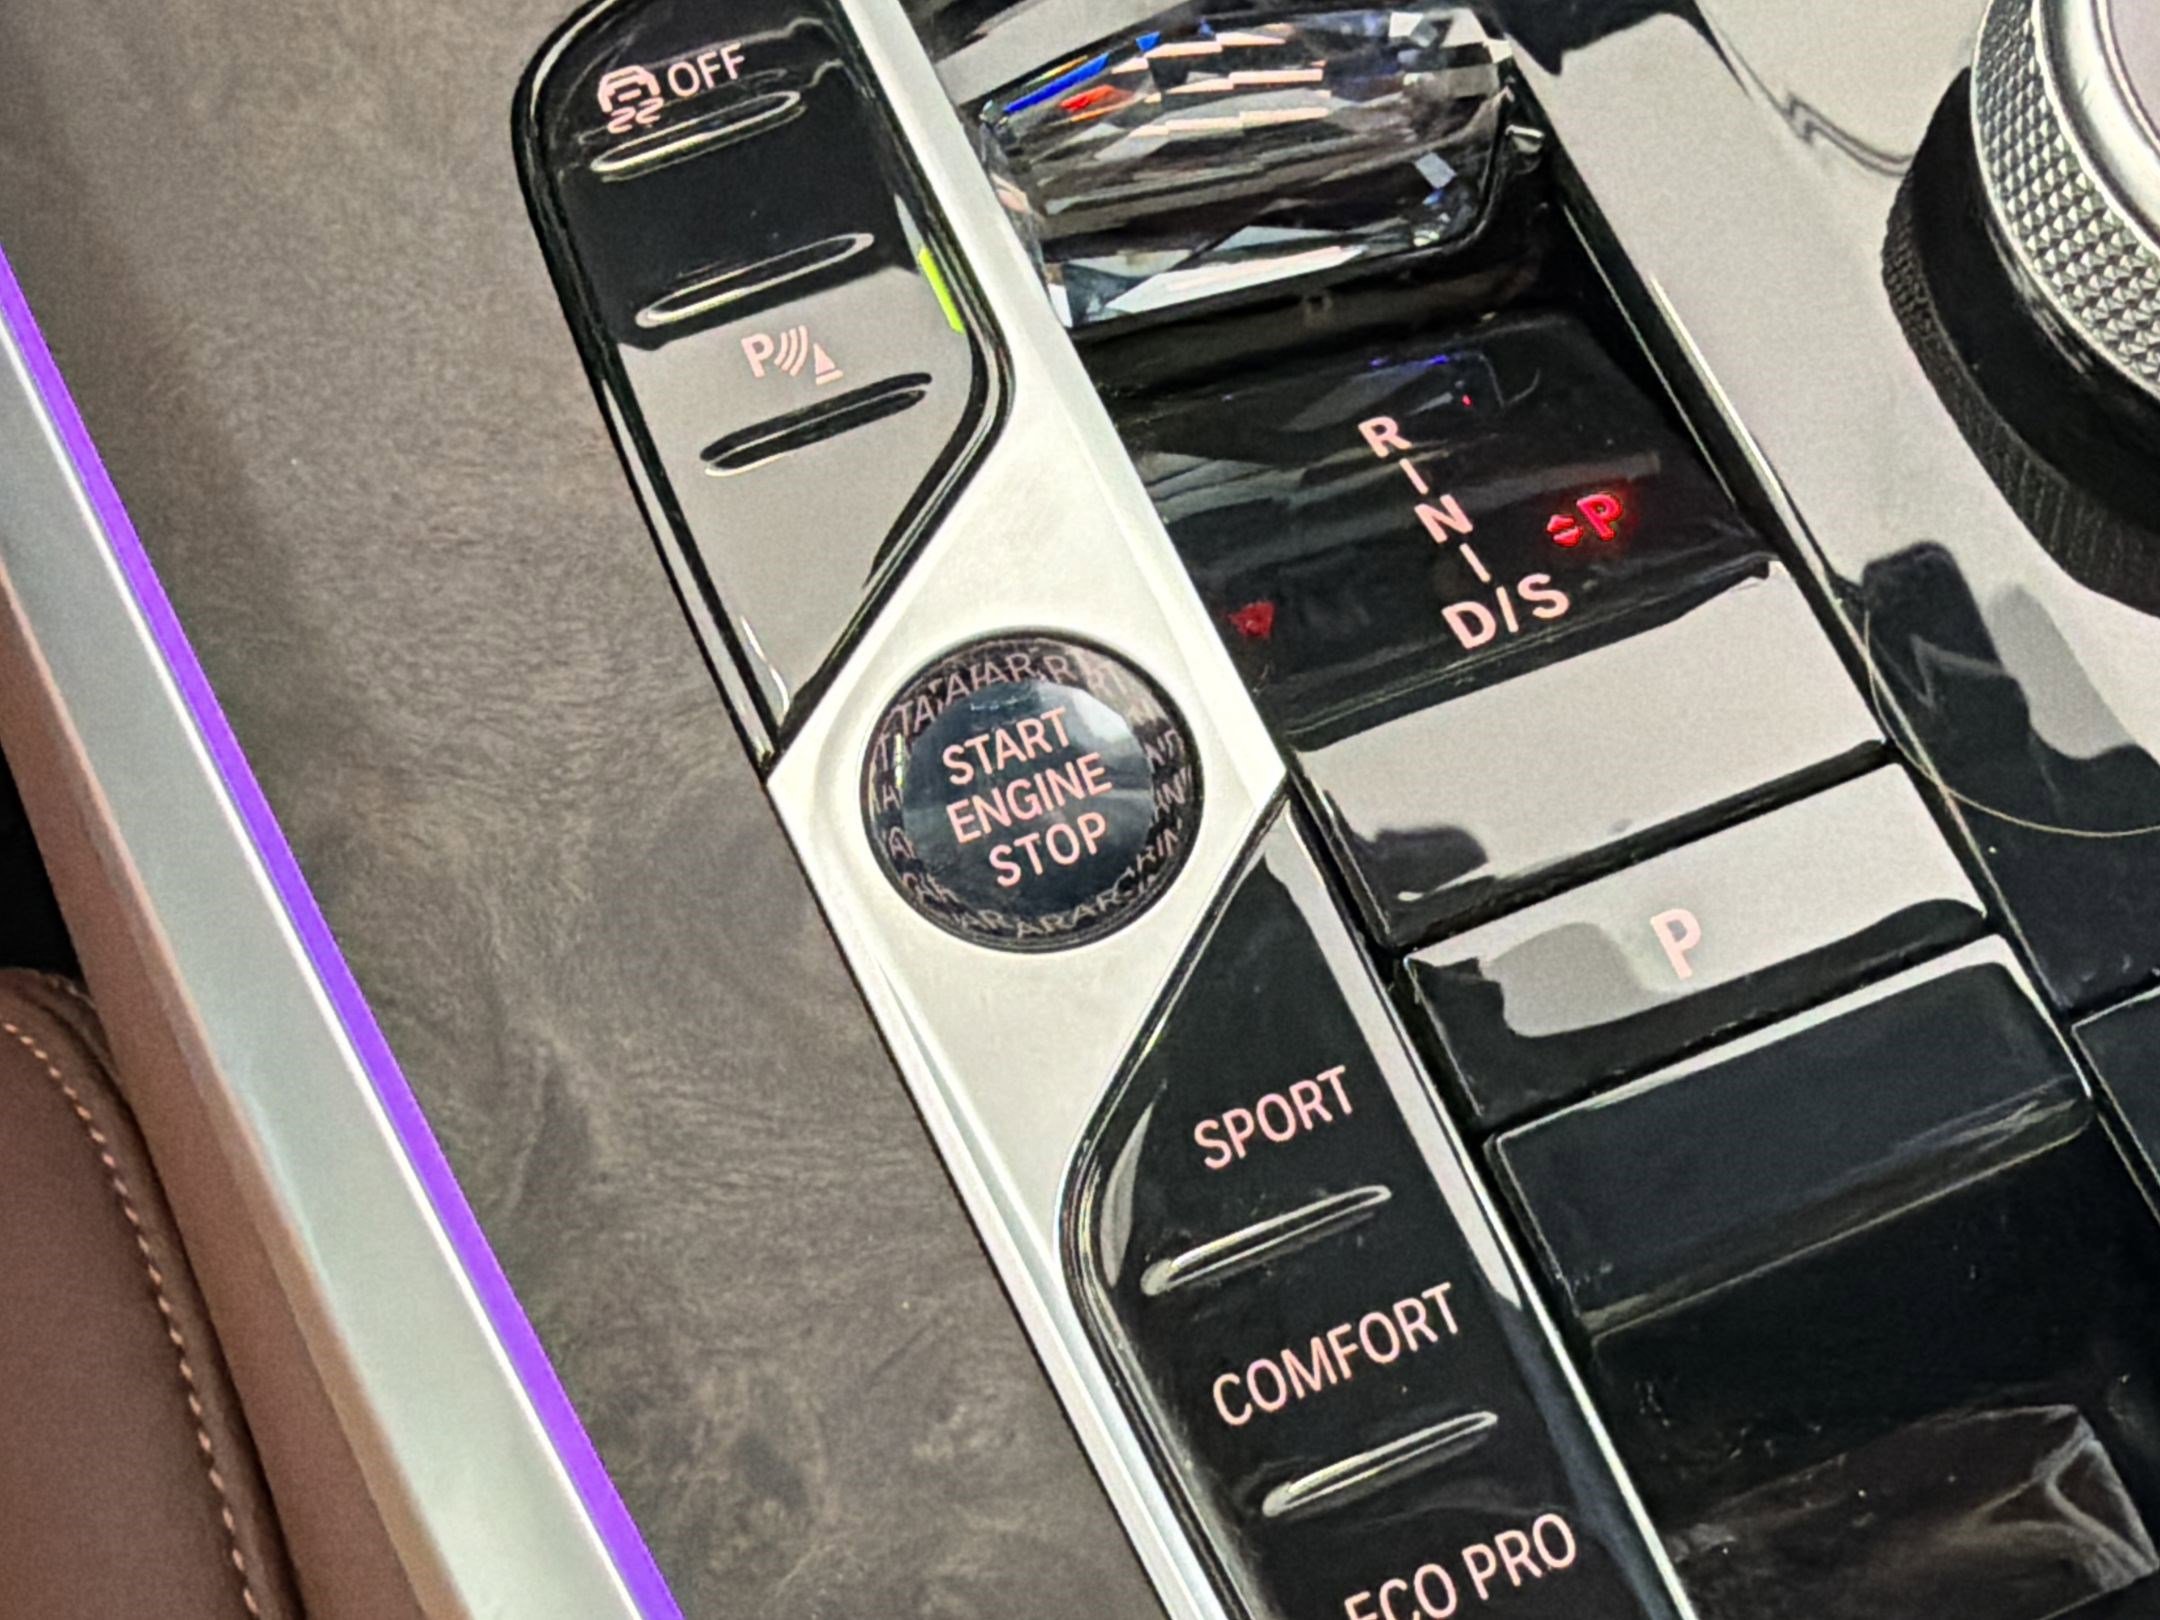 OFF
P
R
N
D/S
P
START
ENGINE
STOP
P
SPORT
COMFORT
ECO PRO